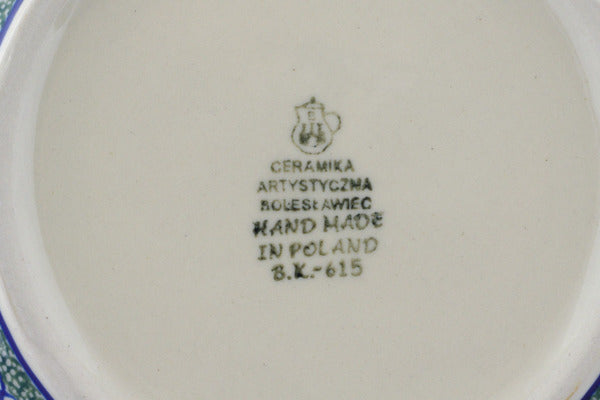 CERAMIKA
ARTYSTYCZNA
BOLESŁAWIEC
HAND MADE
IN POLAND
B.K.-615